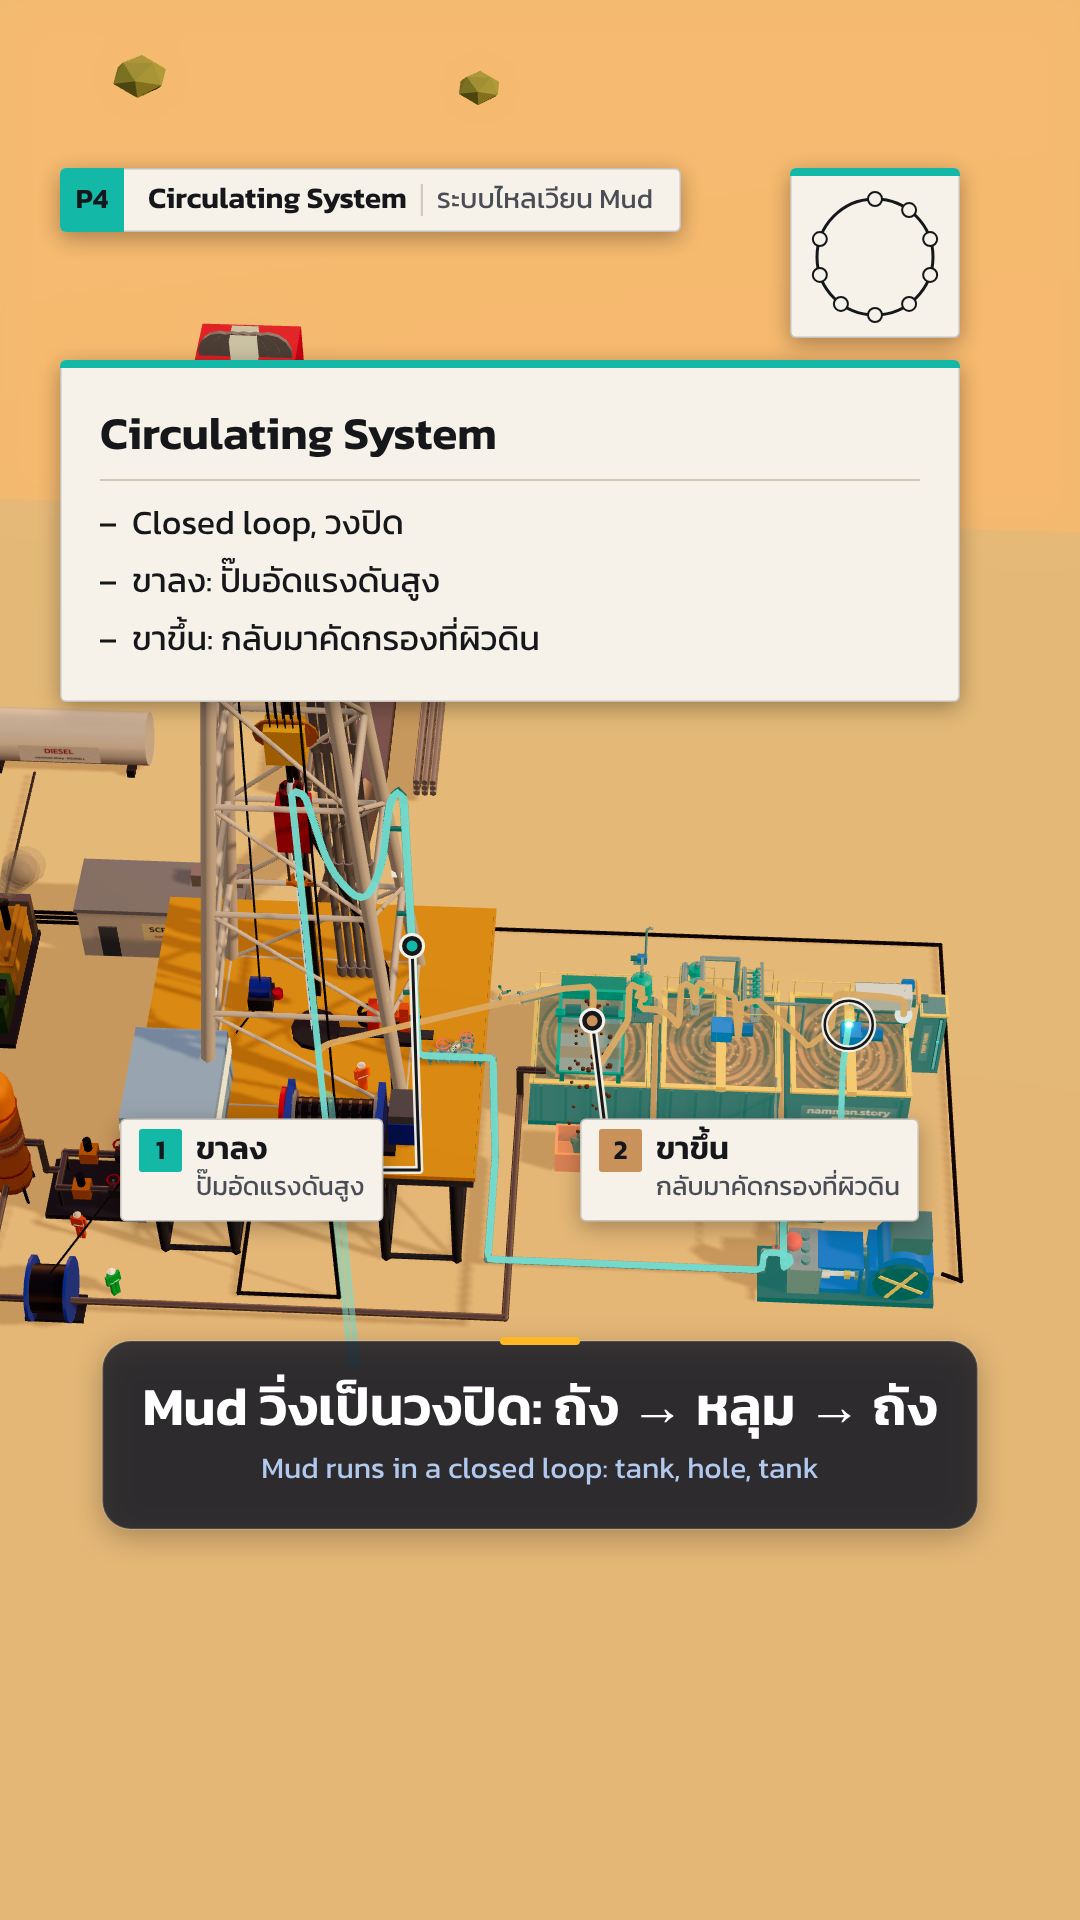 P4 Circulating System ระบบไหลเวียน Mud
Circulating System
– Closed loop, วงปิด
– ขาลง: ปั๊มอัดแรงดันสูง
– ขาขึ้น: กลับมาคัดกรองที่ผิวดิน
DIESEL
namman.story
1 ขาลง
ปั๊มอัดแรงดันสูง
2 ขาขึ้น
กลับมาคัดกรองที่ผิวดิน
Mud วิ่งเป็นวงปิด: ถัง → หลุม → ถัง
Mud runs in a closed loop: tank, hole, tank